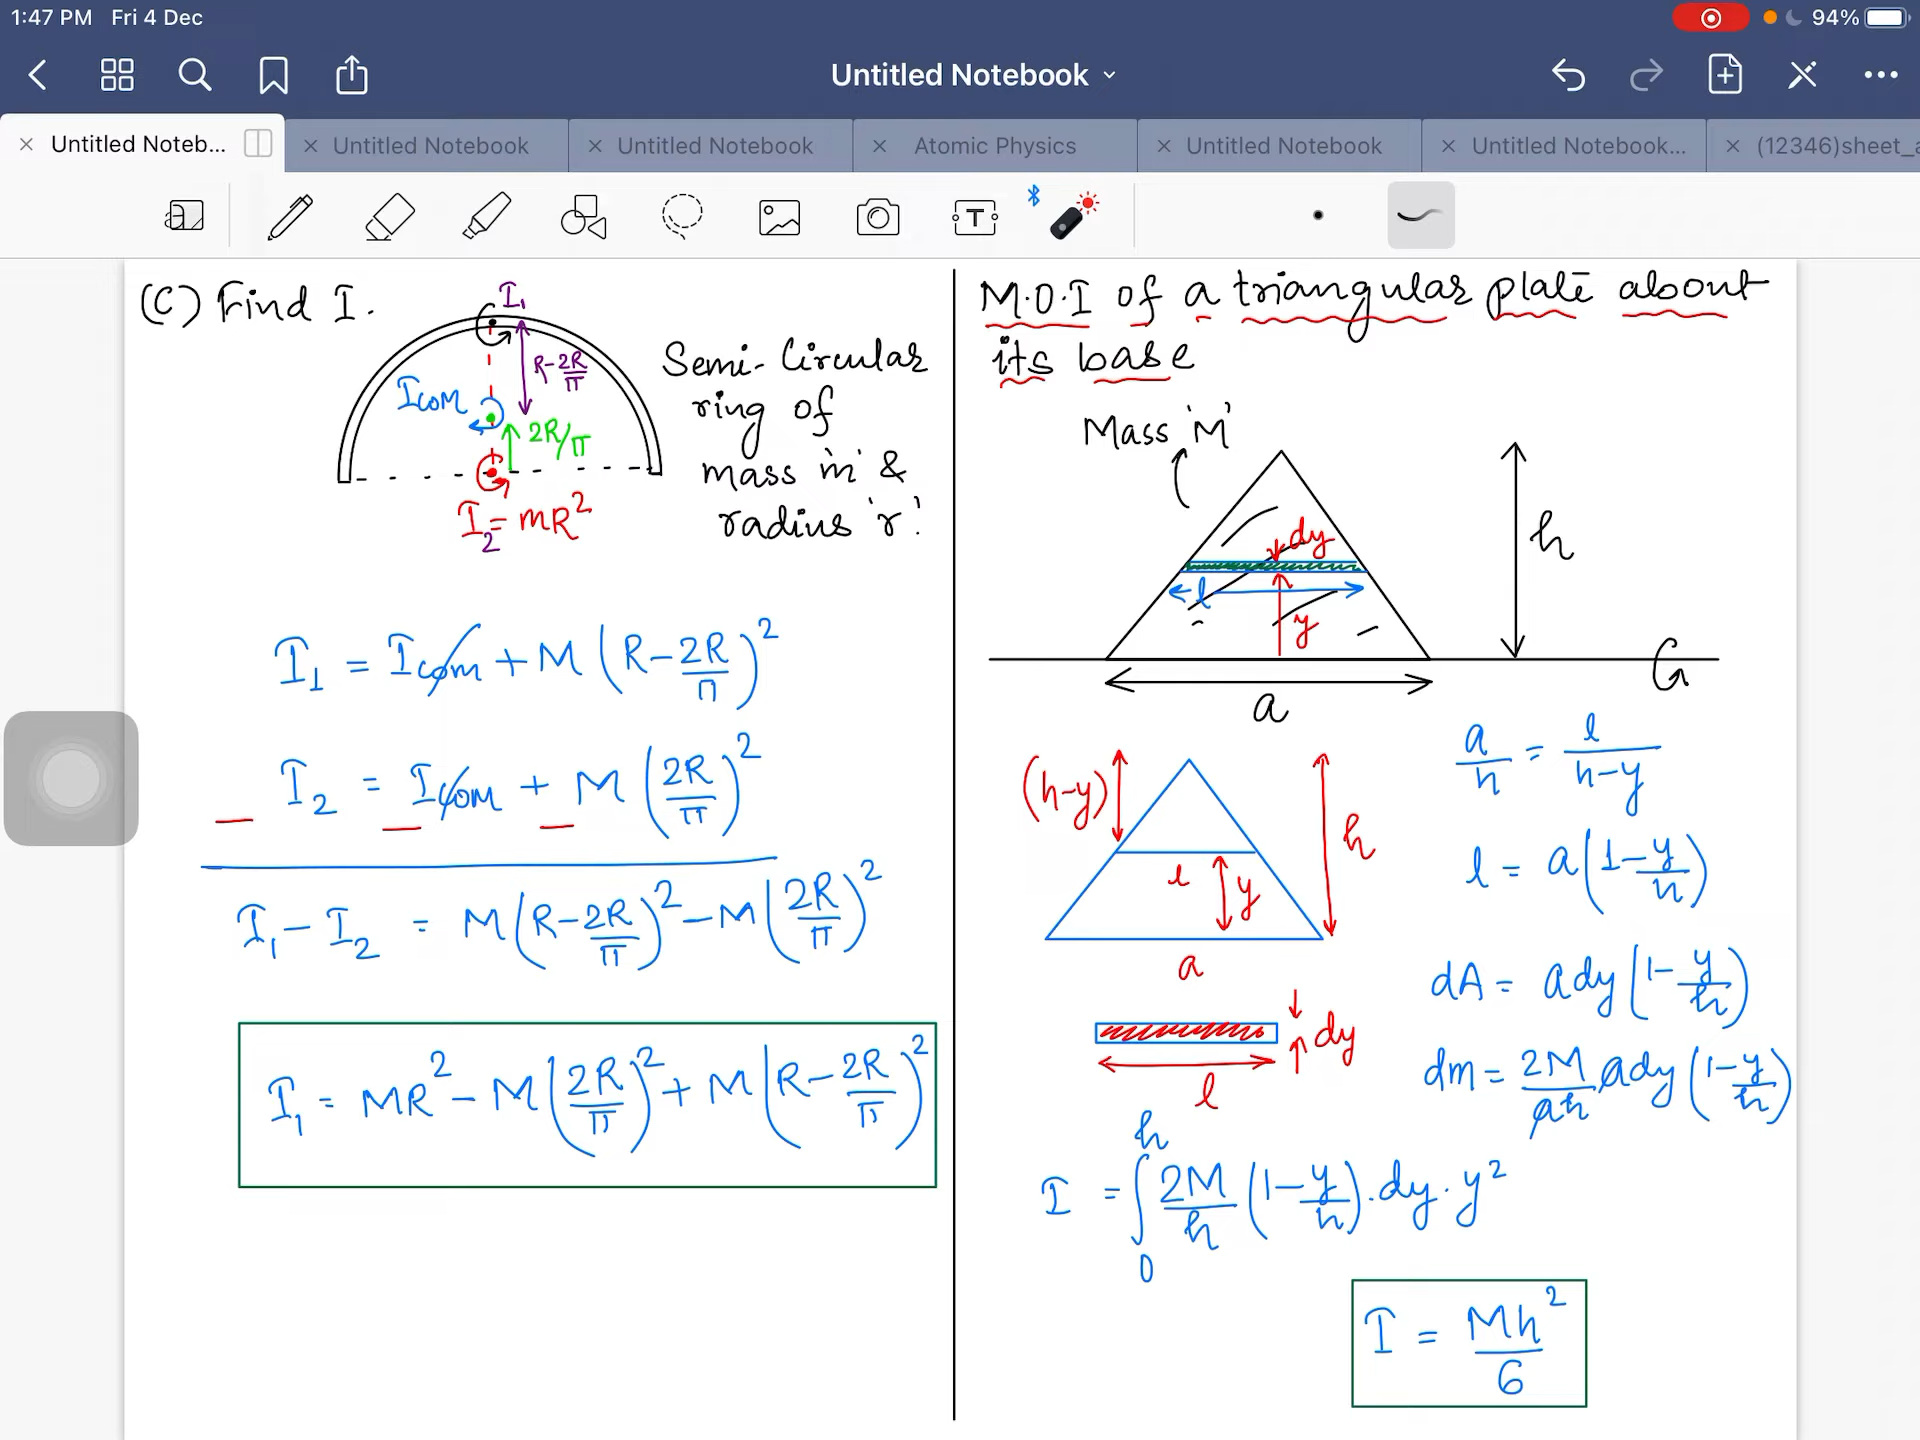 1:47 PM Fri 4 Dec
94%
Untitled Notebook
Untitled Noteb...
Untitled Notebook
Untitled Notebook
Atomic Physics
Untitled Notebook
Untitled Notebook...
(12346)sheet_a
(C) Find I.
I₁
R-2R/π
Icom
2R/π
I₂ = mR²
Semi-Circular
ring of
mass 'm' &
radius 'r'.
I₁ = Icom + M(R-2R/π)²
I₂ = Icom + M(2R/π)²
I₁ - I₂ = M(R-2R/π)² - M(2R/π)²
I₁ = MR² - M(2R/π)² + M(R-2R/π)²
M.O.I of a triangular plate about
its base
Mass 'M'
dy
l
y
h
a
(h-y)
l
y
h
a
a/h = l/h-y
l = a(1-y/h)
dA = ady(1-y/h)
dy
l
dm = 2M/ah ady(1-y/h)
I = ∫₀ʰ 2M/h (1-y/h).dy.y²
I = Mh²/6